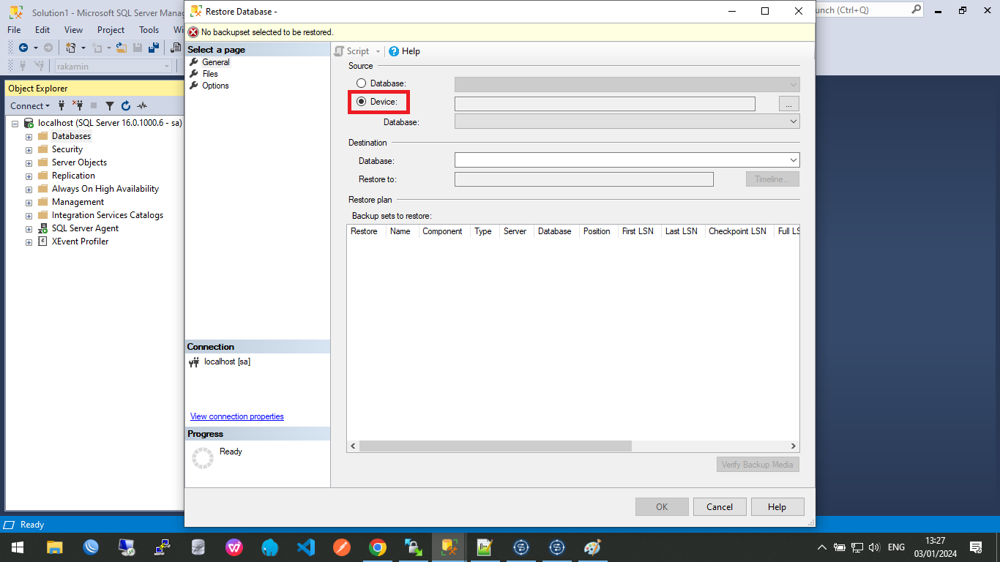 Solution1 - Microsoft SQL Server Mana
Restore Database -
unch (Ctrl+Q)
File Edit View Project Tools Wi
No backupset selected to be restored.
rakamin
Select a page
General
Files
Options
Script Help
Source
Database:
Device:
...
Database:
Destination
Database:
Restore to:
Timeline...
Restore plan
Backup sets to restore:
Restore Name Component Type Server Database Position First LSN Last LSN Checkpoint LSN Full LS
Verify Backup Media
Object Explorer
Connect
localhost (SQL Server 16.0.1000.6 - sa)
Databases
Security
Server Objects
Replication
Always On High Availability
Management
Integration Services Catalogs
SQL Server Agent
XEvent Profiler
Connection
localhost [sa]
View connection properties
Progress
Ready
OK Cancel Help
Ready
ENG
13:27
03/01/2024